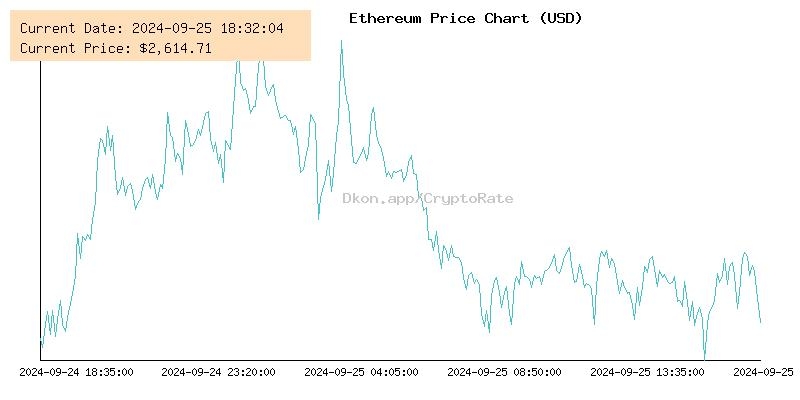 Ethereum Price Chart (USD)
Current Date: 2024-09-25 18:32:04
Current Price: $2,614.71
Dkon.app/CryptoRate
2024-09-24 18:35:00 2024-09-24 23:20:00 2024-09-25 04:05:00 2024-09-25 08:50:00 2024-09-25 13:35:00 2024-09-25